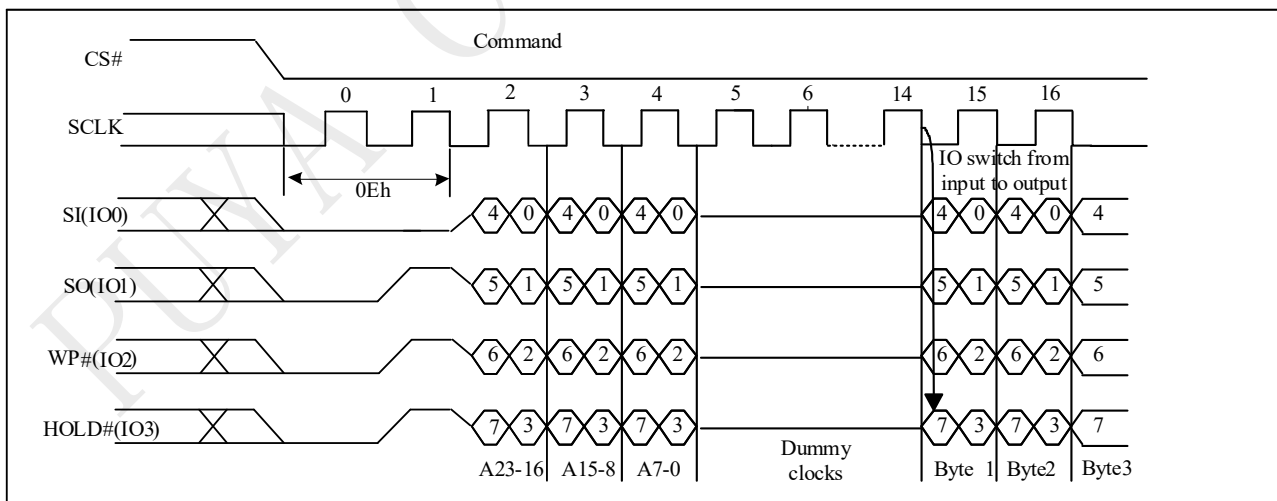 PUYA
Command
CS#
0 1 2 3 4 5 6 14 15 16
SCLK
IO switch from
input to output
0Eh
SI(IO0) 4 0 4 0 4 0 4 0 4 0 4
SO(IO1) 5 1 5 1 5 1 5 1 5 1 5
WP#(IO2) 6 2 6 2 6 2 6 2 6 2 6
HOLD#(IO3) 7 3 7 3 7 3 7 3 7 3 7
A23-16 A15-8 A7-0
Dummy
clocks
Byte 1 Byte2 Byte3